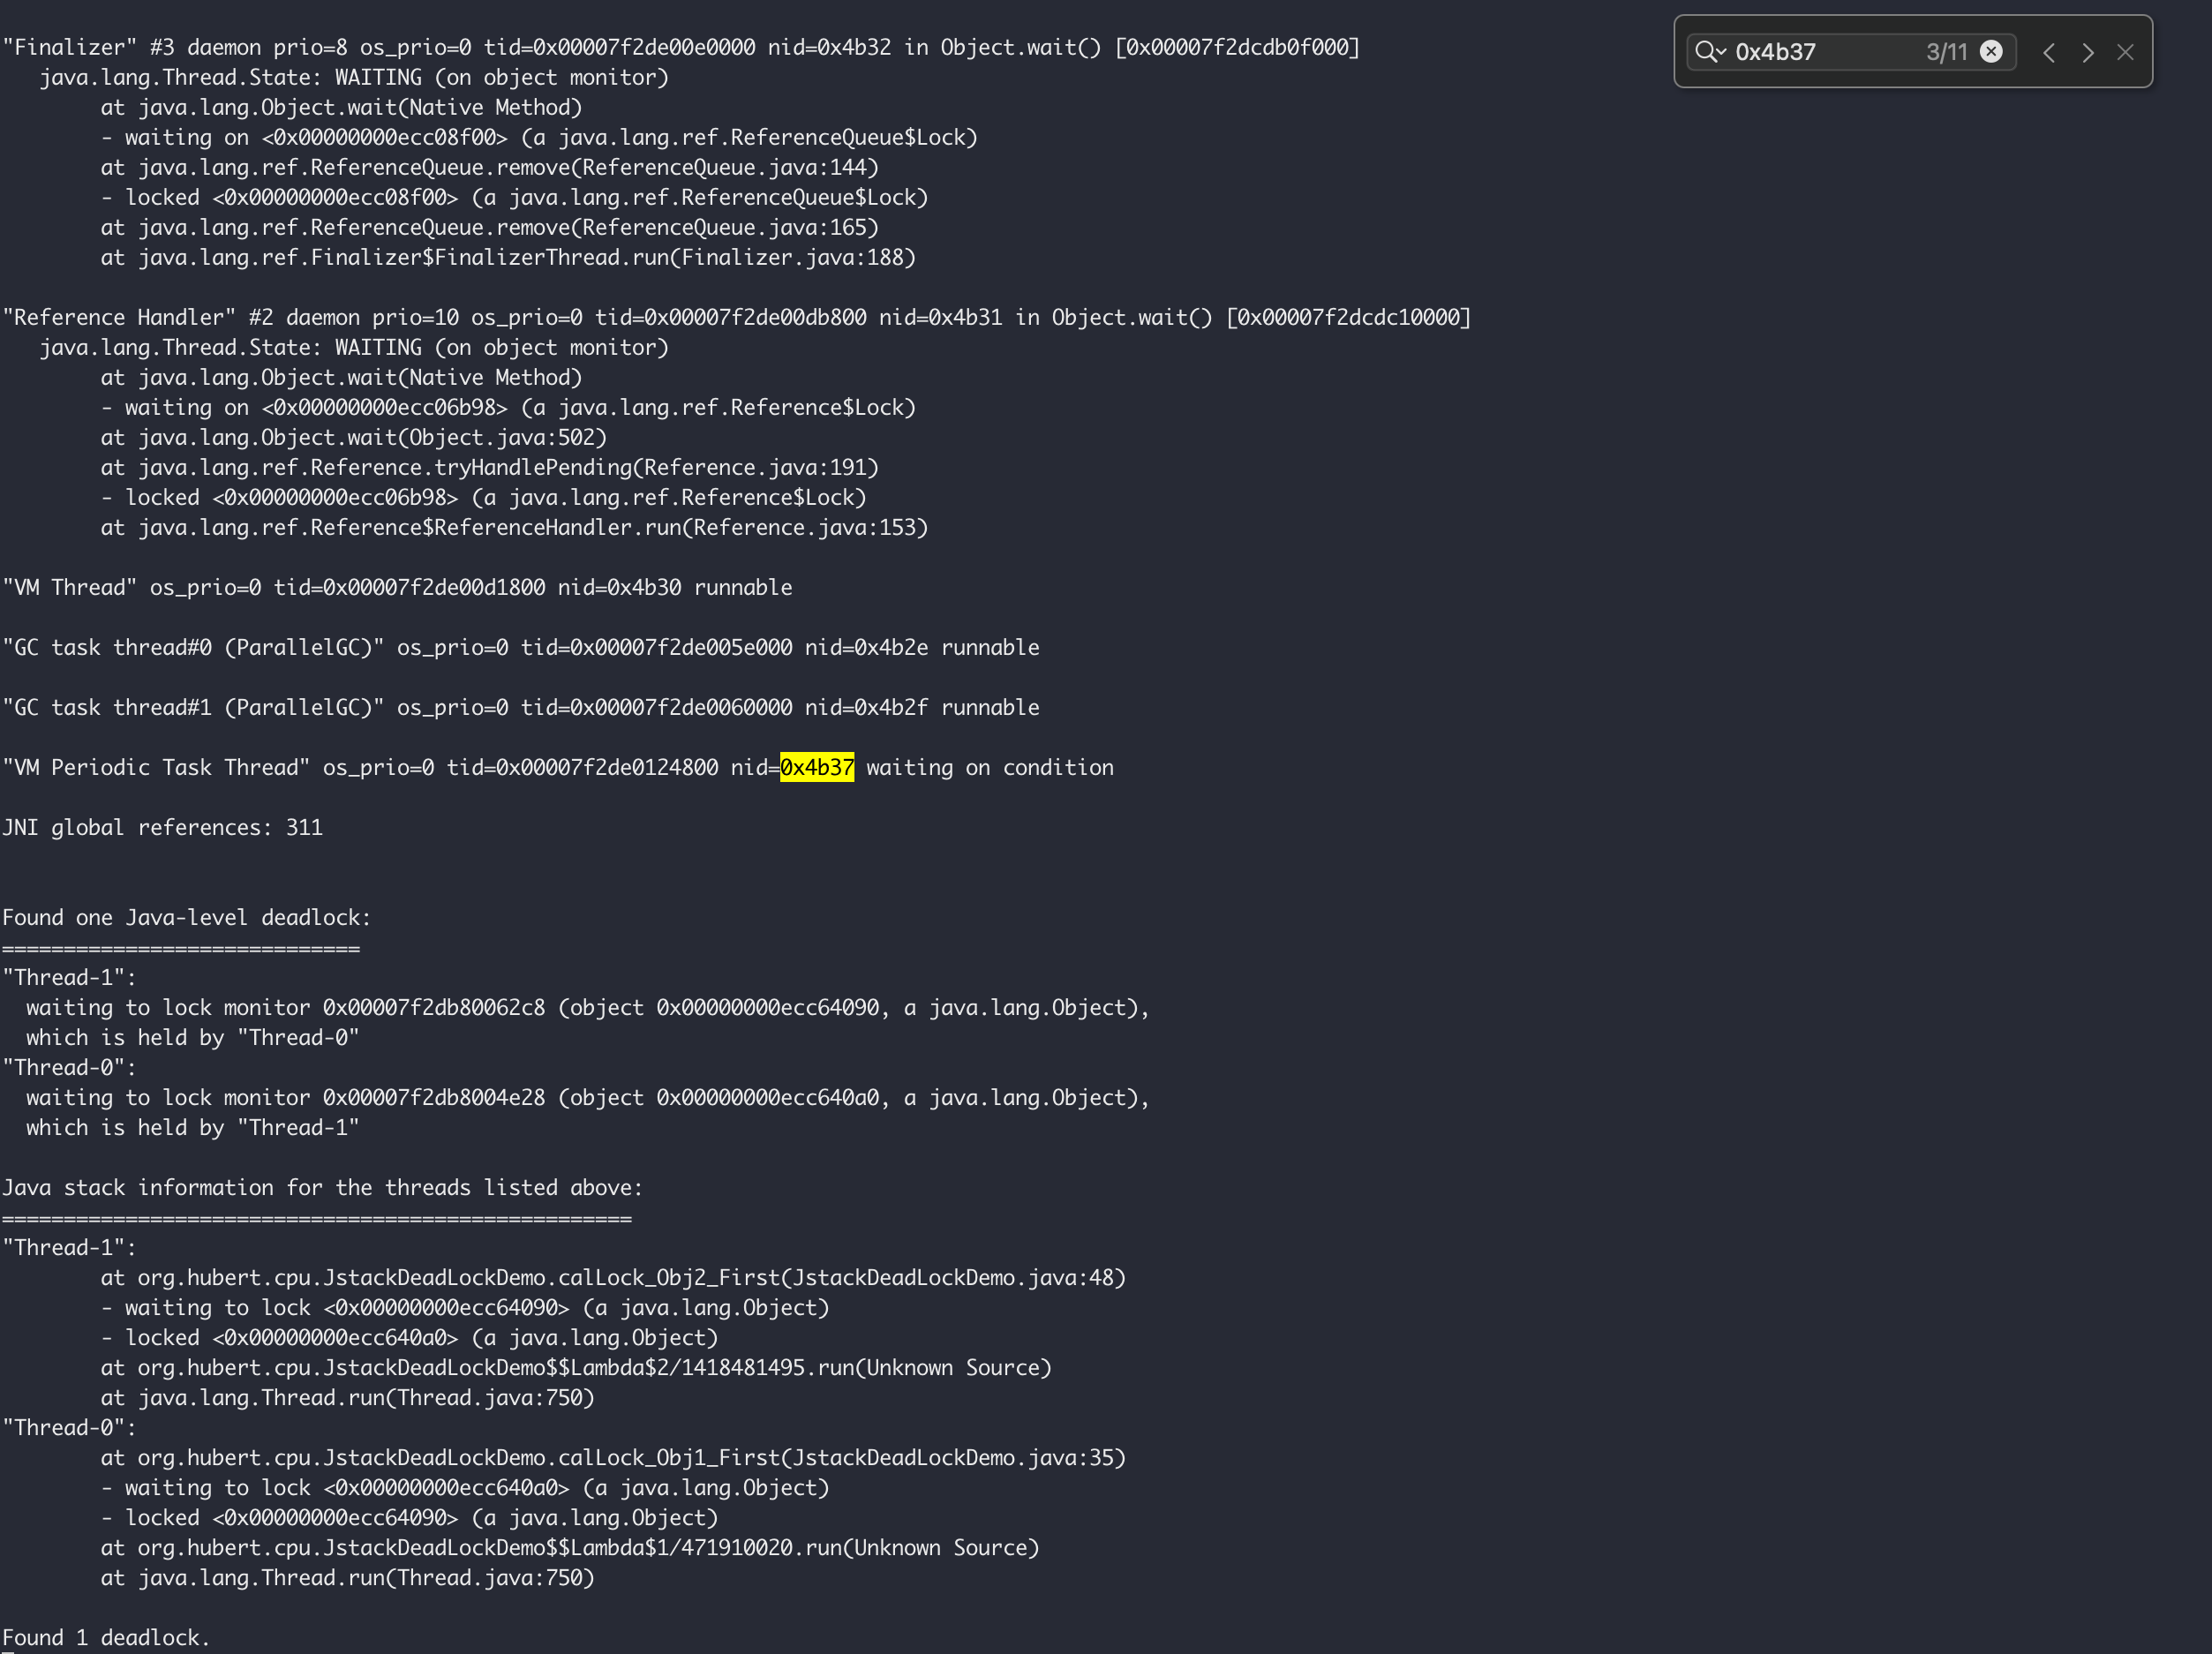 "Finalizer" #3 daemon prio=8 os_prio=0 tid=0x00007f2de00e0000 nid=0x4b32 in Object.wait() [0x00007f2dcdb0f000]
   java.lang.Thread.State: WAITING (on object monitor)
        at java.lang.Object.wait(Native Method)
        - waiting on <0x00000000ecc08f00> (a java.lang.ref.ReferenceQueue$Lock)
        at java.lang.ref.ReferenceQueue.remove(ReferenceQueue.java:144)
        - locked <0x00000000ecc08f00> (a java.lang.ref.ReferenceQueue$Lock)
        at java.lang.ref.ReferenceQueue.remove(ReferenceQueue.java:165)
        at java.lang.ref.Finalizer$FinalizerThread.run(Finalizer.java:188)
0x4b37 3/11

"Reference Handler" #2 daemon prio=10 os_prio=0 tid=0x00007f2de00db800 nid=0x4b31 in Object.wait() [0x00007f2dcdc10000]
   java.lang.Thread.State: WAITING (on object monitor)
        at java.lang.Object.wait(Native Method)
        - waiting on <0x00000000ecc06b98> (a java.lang.ref.Reference$Lock)
        at java.lang.Object.wait(Object.java:502)
        at java.lang.ref.Reference.tryHandlePending(Reference.java:191)
        - locked <0x00000000ecc06b98> (a java.lang.ref.Reference$Lock)
        at java.lang.ref.Reference$ReferenceHandler.run(Reference.java:153)

"VM Thread" os_prio=0 tid=0x00007f2de00d1800 nid=0x4b30 runnable

"GC task thread#0 (ParallelGC)" os_prio=0 tid=0x00007f2de005e000 nid=0x4b2e runnable

"GC task thread#1 (ParallelGC)" os_prio=0 tid=0x00007f2de0060000 nid=0x4b2f runnable

"VM Periodic Task Thread" os_prio=0 tid=0x00007f2de0124800 nid=0x4b37 waiting on condition

JNI global references: 311

Found one Java-level deadlock:
=============================
"Thread-1":
  waiting to lock monitor 0x00007f2db80062c8 (object 0x00000000ecc64090, a java.lang.Object),
  which is held by "Thread-0"
"Thread-0":
  waiting to lock monitor 0x00007f2db8004e28 (object 0x00000000ecc640a0, a java.lang.Object),
  which is held by "Thread-1"

Java stack information for the threads listed above:
===================================================
"Thread-1":
        at org.hubert.cpu.JstackDeadLockDemo.calLock_Obj2_First(JstackDeadLockDemo.java:48)
        - waiting to lock <0x00000000ecc64090> (a java.lang.Object)
        - locked <0x00000000ecc640a0> (a java.lang.Object)
        at org.hubert.cpu.JstackDeadLockDemo$$Lambda$2/1418481495.run(Unknown Source)
        at java.lang.Thread.run(Thread.java:750)
"Thread-0":
        at org.hubert.cpu.JstackDeadLockDemo.calLock_Obj1_First(JstackDeadLockDemo.java:35)
        - waiting to lock <0x00000000ecc640a0> (a java.lang.Object)
        - locked <0x00000000ecc64090> (a java.lang.Object)
        at org.hubert.cpu.JstackDeadLockDemo$$Lambda$1/471910020.run(Unknown Source)
        at java.lang.Thread.run(Thread.java:750)

Found 1 deadlock.